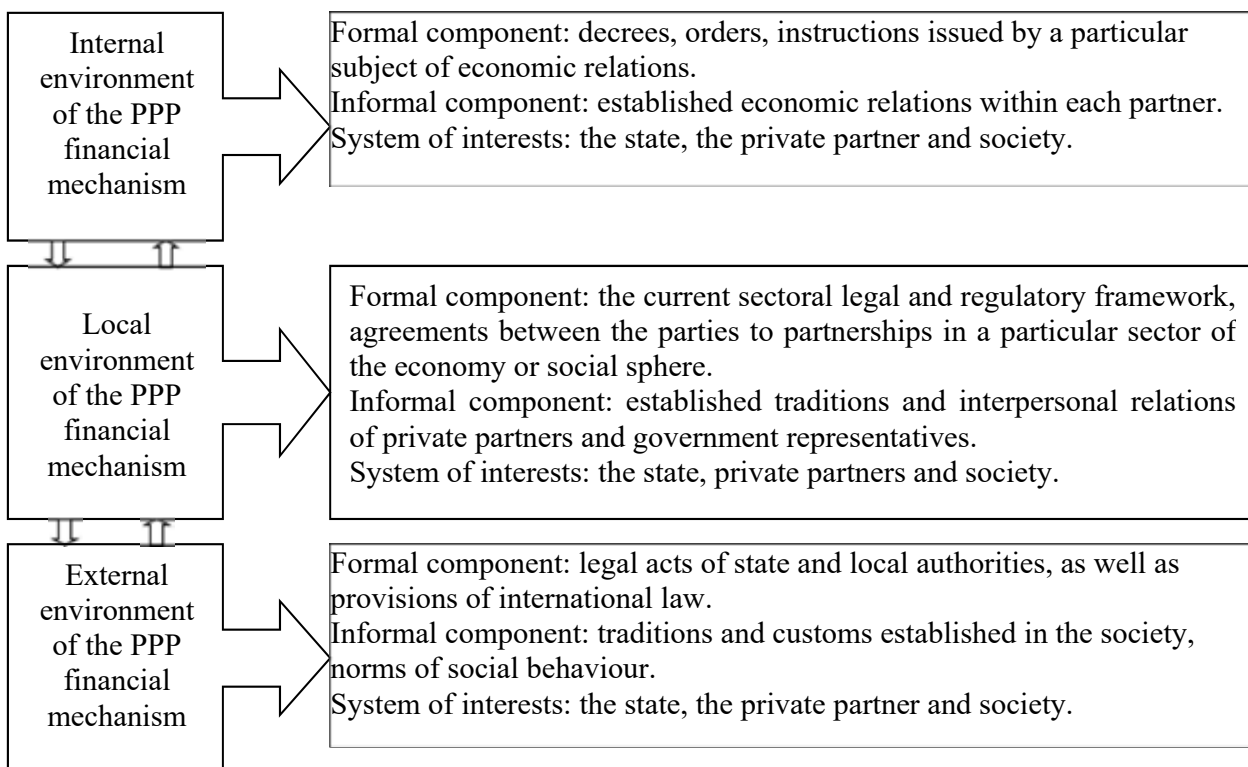 Internal
environment
of the PPP
financial
mechanism
Formal component: decrees, orders, instructions issued by a particular
subject of economic relations.
Informal component: established economic relations within each partner.
System of interests: the state, the private partner and society.
Local
environment
of the PPP
financial
mechanism
Formal component: the current sectoral legal and regulatory framework,
agreements between the parties to partnerships in a particular sector of
the economy or social sphere.
Informal component: established traditions and interpersonal relations
of private partners and government representatives.
System of interests: the state, private partners and society.
External
environment
of the PPP
financial
mechanism
Formal component: legal acts of state and local authorities, as well as
provisions of international law.
Informal component: traditions and customs established in the society,
norms of social behaviour.
System of interests: the state, the private partner and society.